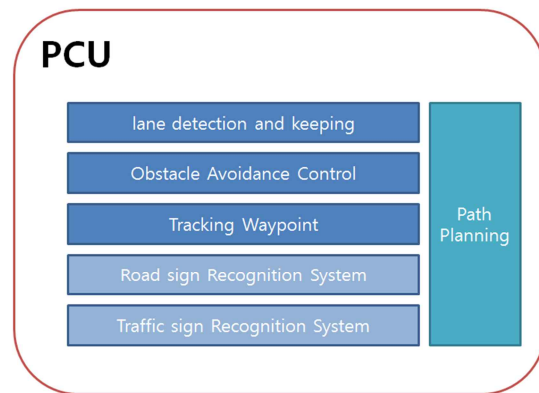 PCU
lane detection and keeping
Obstacle Avoidance Control
Tracking Waypoint
Road sign Recognition System
Traffic sign Recognition System
Path
Planning